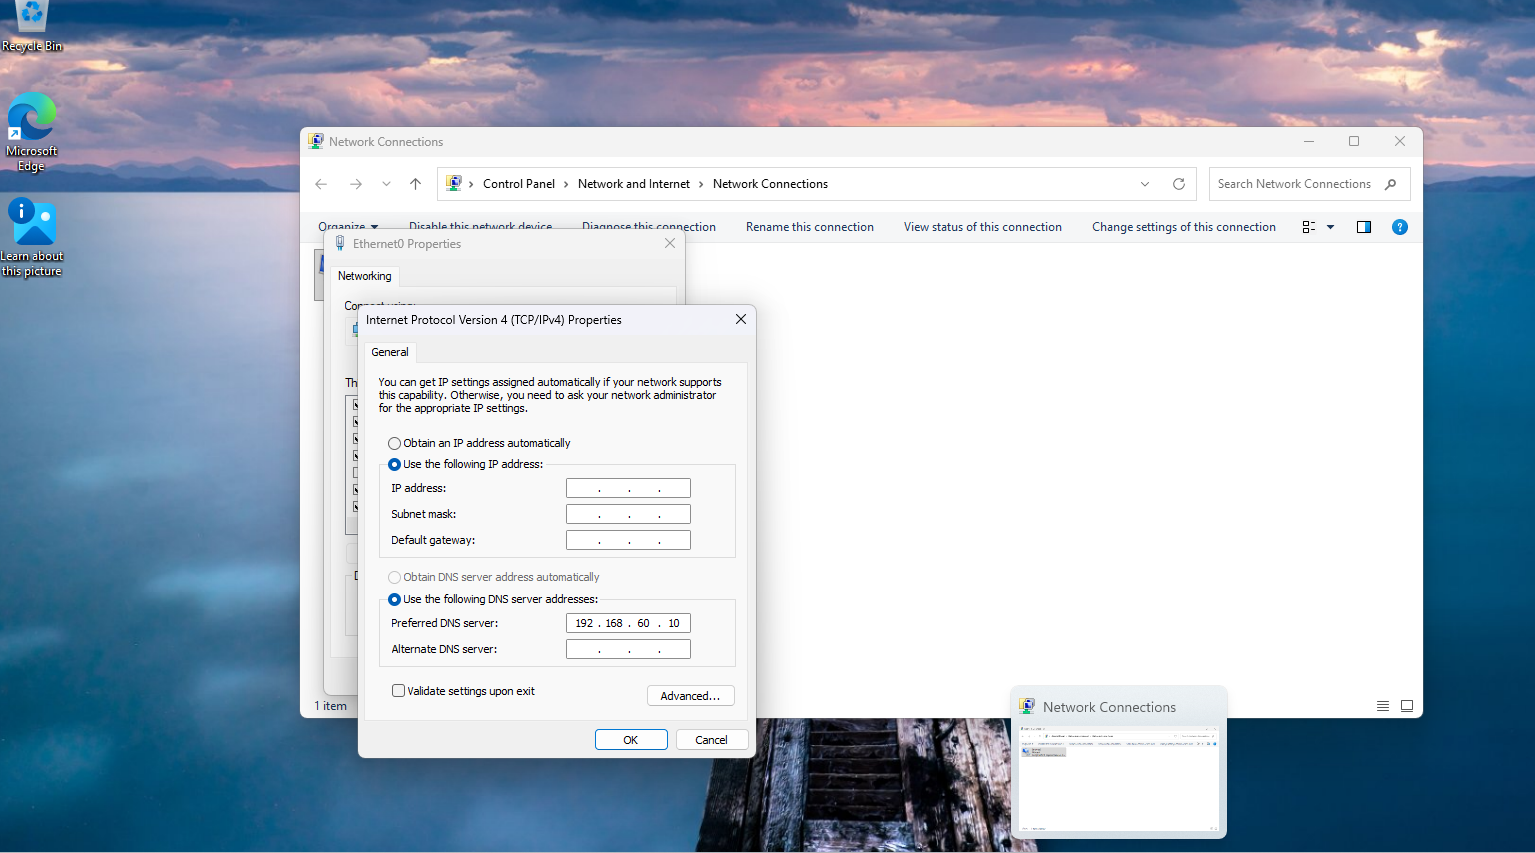 Recycle Bin
Microsoft
Edge
Learn about
this picture
Network Connections
Control Panel > Network and Internet > Network Connections
Search Network Connections
Organize
Disable this network device
Diagnose this connection
Rename this connection
View status of this connection
Change settings of this connection
Ethernet0 Properties
Networking
Connect using:
Th
Internet Protocol Version 4 (TCP/IPv4) Properties
General
You can get IP settings assigned automatically if your network supports
this capability. Otherwise, you need to ask your network administrator
for the appropriate IP settings.
Obtain an IP address automatically
Use the following IP address:
IP address: . . .
Subnet mask: . . .
Default gateway: . . .
Obtain DNS server address automatically
Use the following DNS server addresses:
Preferred DNS server: 192 . 168 . 60 . 10
Alternate DNS server: . . .
Validate settings upon exit
Advanced...
OK
Cancel
1 item
Network Connections